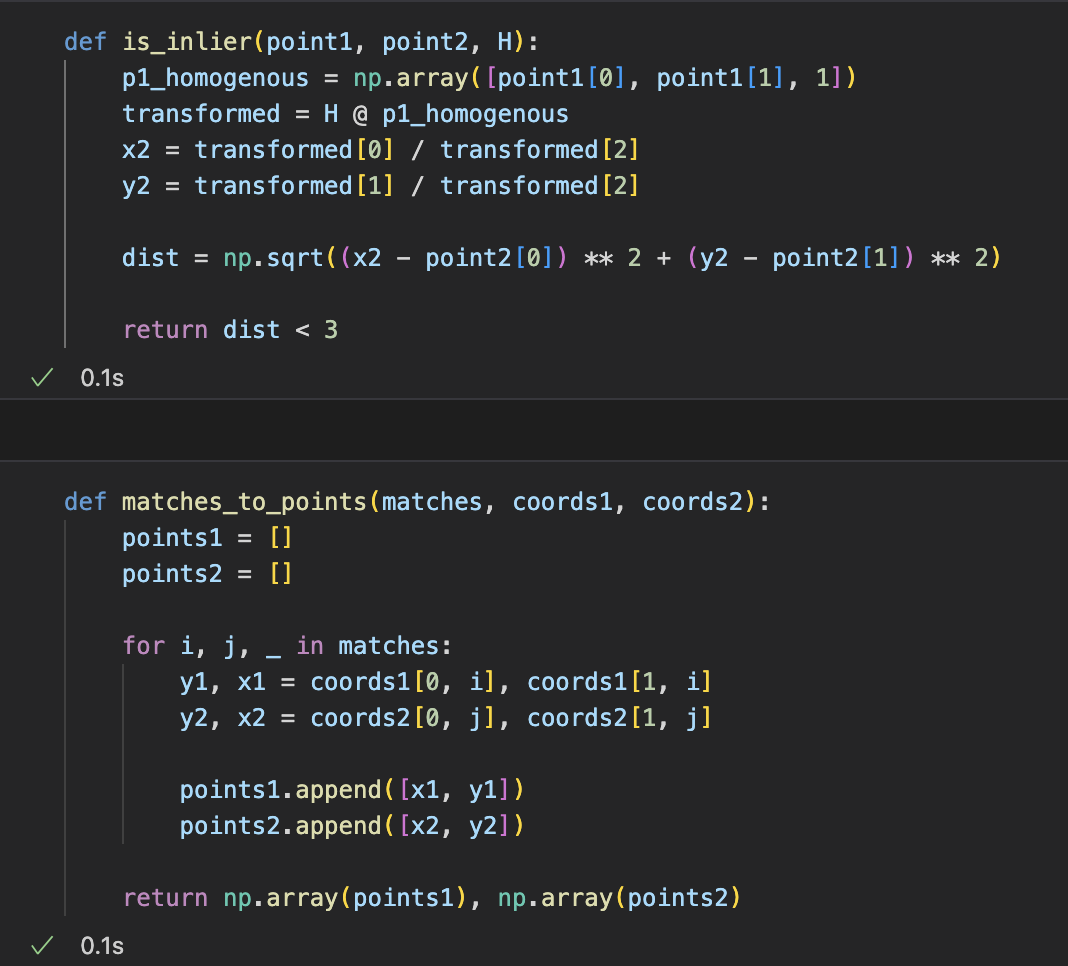 def is_inlier(point1, point2, H):
    p1_homogenous = np.array([point1[0], point1[1], 1])
    transformed = H @ p1_homogenous
    x2 = transformed[0] / transformed[2]
    y2 = transformed[1] / transformed[2]
    dist = np.sqrt((x2 - point2[0]) ** 2 + (y2 - point2[1]) ** 2)
    return dist < 3
✓ 0.1s
def matches_to_points(matches, coords1, coords2):
    points1 = []
    points2 = []
    for i, j, _ in matches:
        y1, x1 = coords1[0, i], coords1[1, i]
        y2, x2 = coords2[0, j], coords2[1, j]
        points1.append([x1, y1])
        points2.append([x2, y2])
    return np.array(points1), np.array(points2)
✓ 0.1s